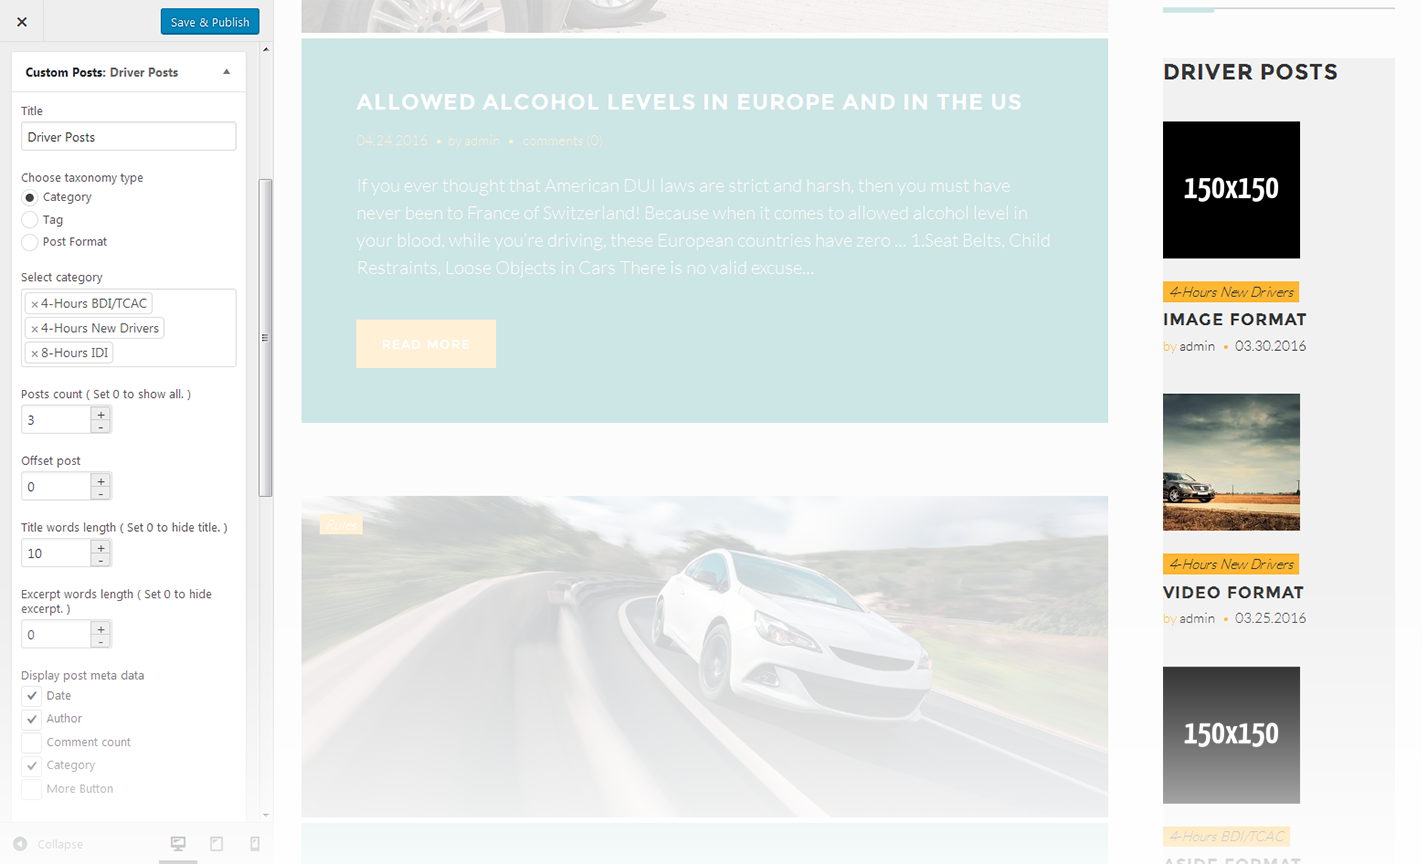 Save & Publish
Custom Posts: Driver Posts
Title
Driver Posts
Choose taxonomy type
Category
Tag
Post Format
Select category
× 4-Hours BDI/TCAC
× 4-Hours New Drivers
× 8-Hours IDI
Posts count ( Set 0 to show all. )
3
+
-
Offset post
0
+
-
Title words length ( Set 0 to hide title. )
10
+
-
Excerpt words length ( Set 0 to hide
excerpt. )
0
+
-
Display post meta data
Date
Author
Comment count
Category
More Button
Collapse
ALLOWED ALCOHOL LEVELS IN EUROPE AND IN THE US
04.24.2016 • by admin • comments (0)
If you ever thought that American DUI laws are strict and harsh, then you must have
never been to France of Switzerland! Because when it comes to allowed alcohol level in
your blood, while you're driving, these European countries have zero ... 1.Seat Belts, Child
Restraints, Loose Objects in Cars There is no valid excuse...
READ MORE
Rules
DRIVER POSTS
150x150
4-Hours New Drivers
IMAGE FORMAT
by admin • 03.30.2016
4-Hours New Drivers
VIDEO FORMAT
by admin • 03.25.2016
150x150
4-Hours BDI/TCAC
ASIDE FORMAT